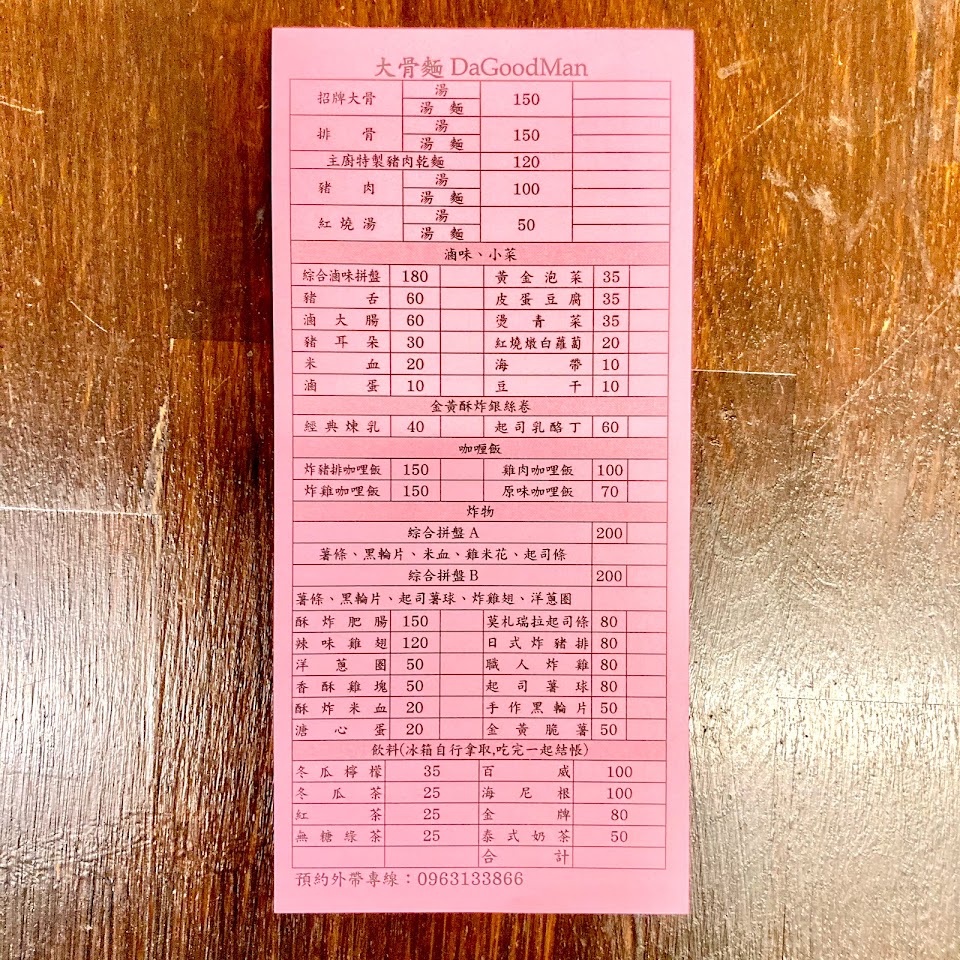 大骨麵 DaGoodMan
招牌大骨 湯 150
湯 麵
排骨 湯 150
湯 麵
主廚特製豬肉乾麵 120
豬肉 湯 100
湯 麵
紅燒湯 湯 50
湯 麵
滷味、小菜
綜合滷味拼盤 180 黃金泡菜 35
豬舌 60 皮蛋豆腐 35
滷大腸 60 燙青菜 35
豬耳朵 30 紅燒燉白蘿蔔 20
米血 20 海帶 10
滷蛋 10 豆干 10
金黃酥炸銀絲卷
經典煉乳 40 起司乳酪丁 60
咖喱飯
炸豬排咖哩飯 150 雞肉咖哩飯 100
炸雞咖哩飯 150 原味咖哩飯 70
炸物
綜合拼盤 A 200
薯條、黑輪片、米血、雞米花、起司條
綜合拼盤 B 200
薯條、黑輪片、起司薯球、炸雞翅、洋蔥圈
酥炸肥腸 150 莫札瑞拉起司條 80
辣味雞翅 120 日式炸豬排 80
洋蔥圈 50 職人炸雞 80
香酥雞塊 50 起司薯球 80
酥炸米血 20 手作黑輪片 50
溏心蛋 20 金黃脆薯 50
飲料(冰箱自行拿取,吃完一起結帳)
冬瓜檸檬 35 百威 100
冬瓜茶 25 海尼根 100
紅茶 25 金牌 80
無糖綠茶 25 泰式奶茶 50
合計
預約外帶專線：0963133866